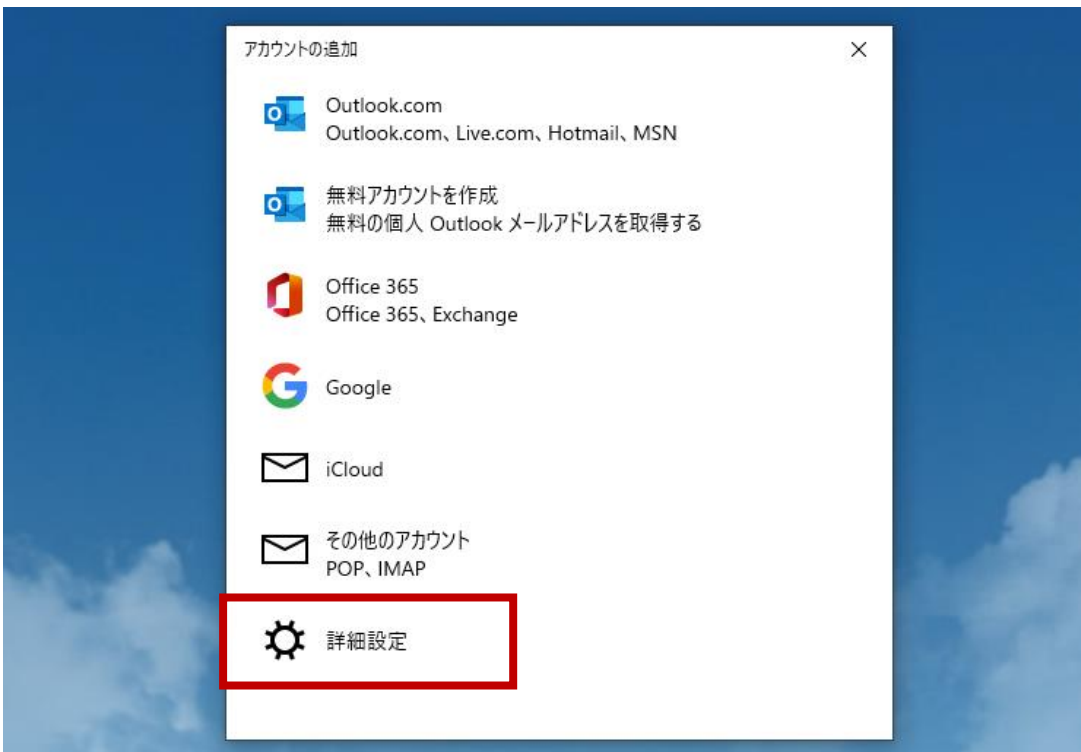 アカウントの追加
Outlook.com
Outlook.com、Live.com、Hotmail、MSN
無料アカウントを作成
無料の個人 Outlook メールアドレスを取得する
Office 365
Office 365、Exchange
Google
iCloud
その他のアカウント
POP、IMAP
詳細設定